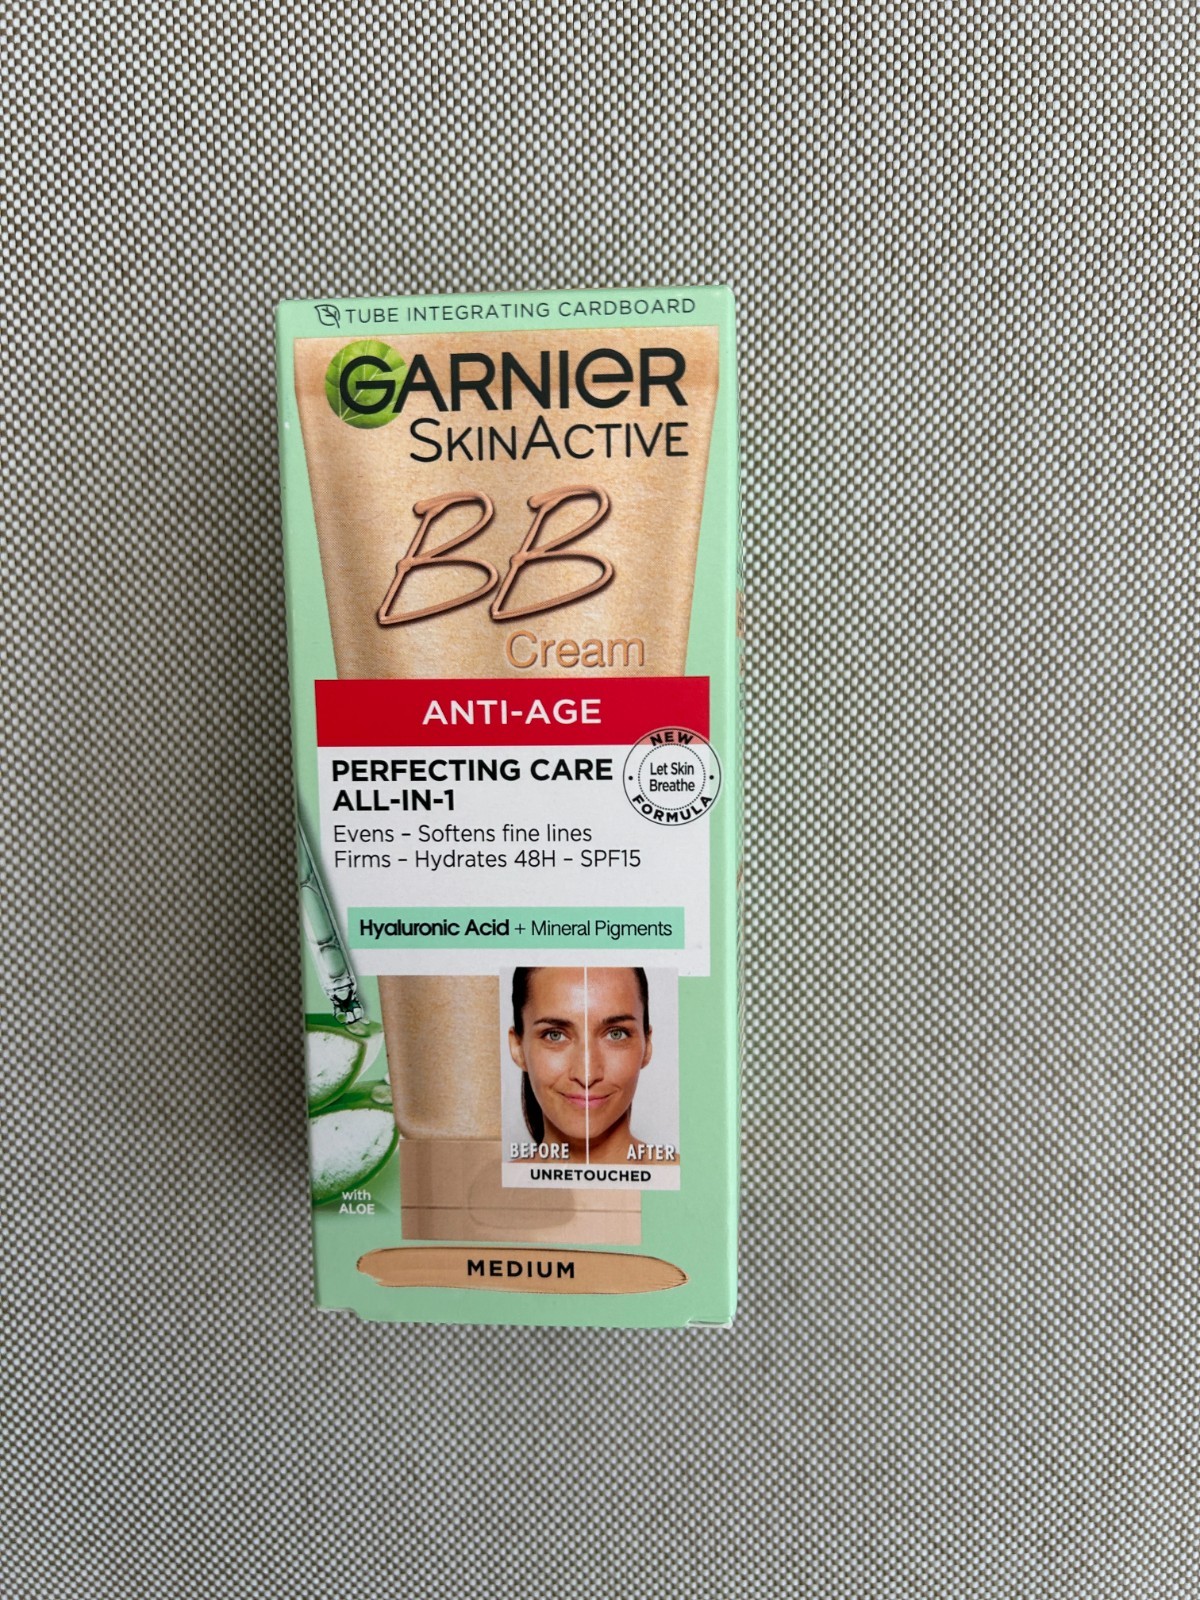 TUBE INTEGRATING CARDBOARD
GARNIER
SKINACTIVE
BB
Cream
ANTI-AGE
PERFECTING CARE
ALL-IN-1
Evens – Softens fine lines
Firms – Hydrates 48H – SPF15
NEW
Let Skin
Breathe
FORMULA
Hyaluronic Acid + Mineral Pigments
BEFORE AFTER
UNRETOUCHED
with
ALOE
MEDIUM